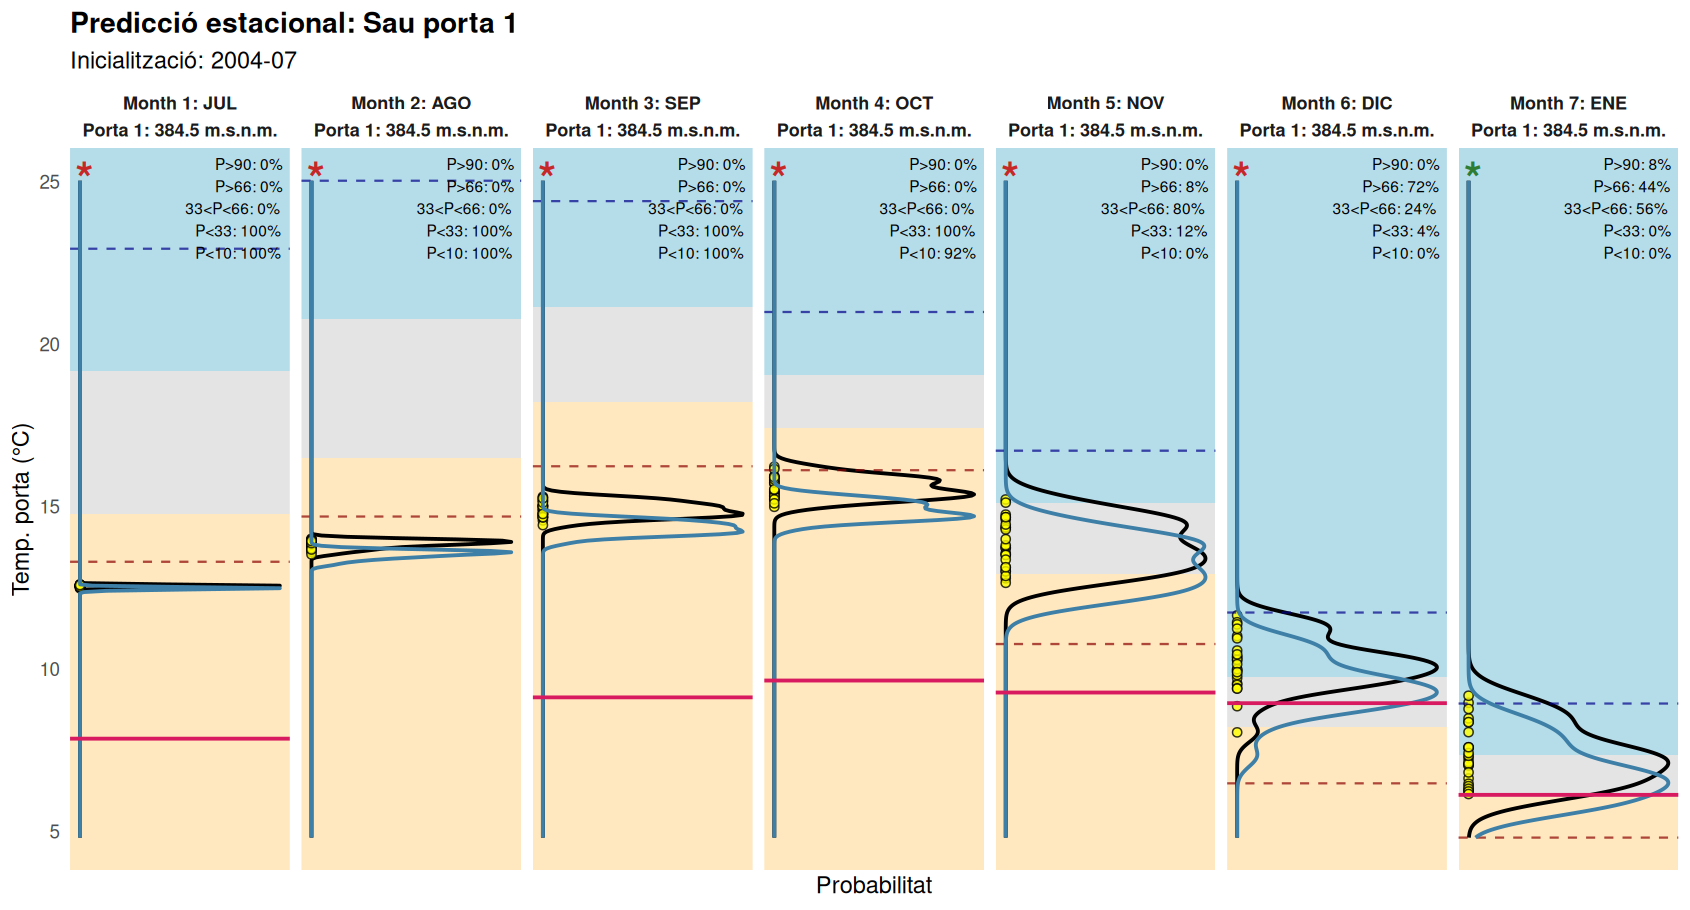 Predicció estacional: Sau porta 1
Inicialització: 2004-07
Month 1: JUL
Porta 1: 384.5 m.s.n.m.
Month 2: AGO
Porta 1: 384.5 m.s.n.m.
Month 3: SEP
Porta 1: 384.5 m.s.n.m.
Month 4: OCT
Porta 1: 384.5 m.s.n.m.
Month 5: NOV
Porta 1: 384.5 m.s.n.m.
Month 6: DIC
Porta 1: 384.5 m.s.n.m.
Month 7: ENE
Porta 1: 384.5 m.s.n.m.
Temp. porta (°C)
25
20
15
10
5
*
P>90: 0%
P>66: 0%
33<P<66: 0%
P<33: 100%
P<10: 100%
*
P>90: 0%
P>66: 0%
33<P<66: 0%
P<33: 100%
P<10: 100%
*
P>90: 0%
P>66: 0%
33<P<66: 0%
P<33: 100%
P<10: 100%
*
P>90: 0%
P>66: 0%
33<P<66: 0%
P<33: 100%
P<10: 92%
*
P>90: 0%
P>66: 8%
33<P<66: 80%
P<33: 12%
P<10: 0%
*
P>90: 0%
P>66: 72%
33<P<66: 24%
P<33: 4%
P<10: 0%
*
P>90: 8%
P>66: 44%
33<P<66: 56%
P<33: 0%
P<10: 0%
Probabilitat